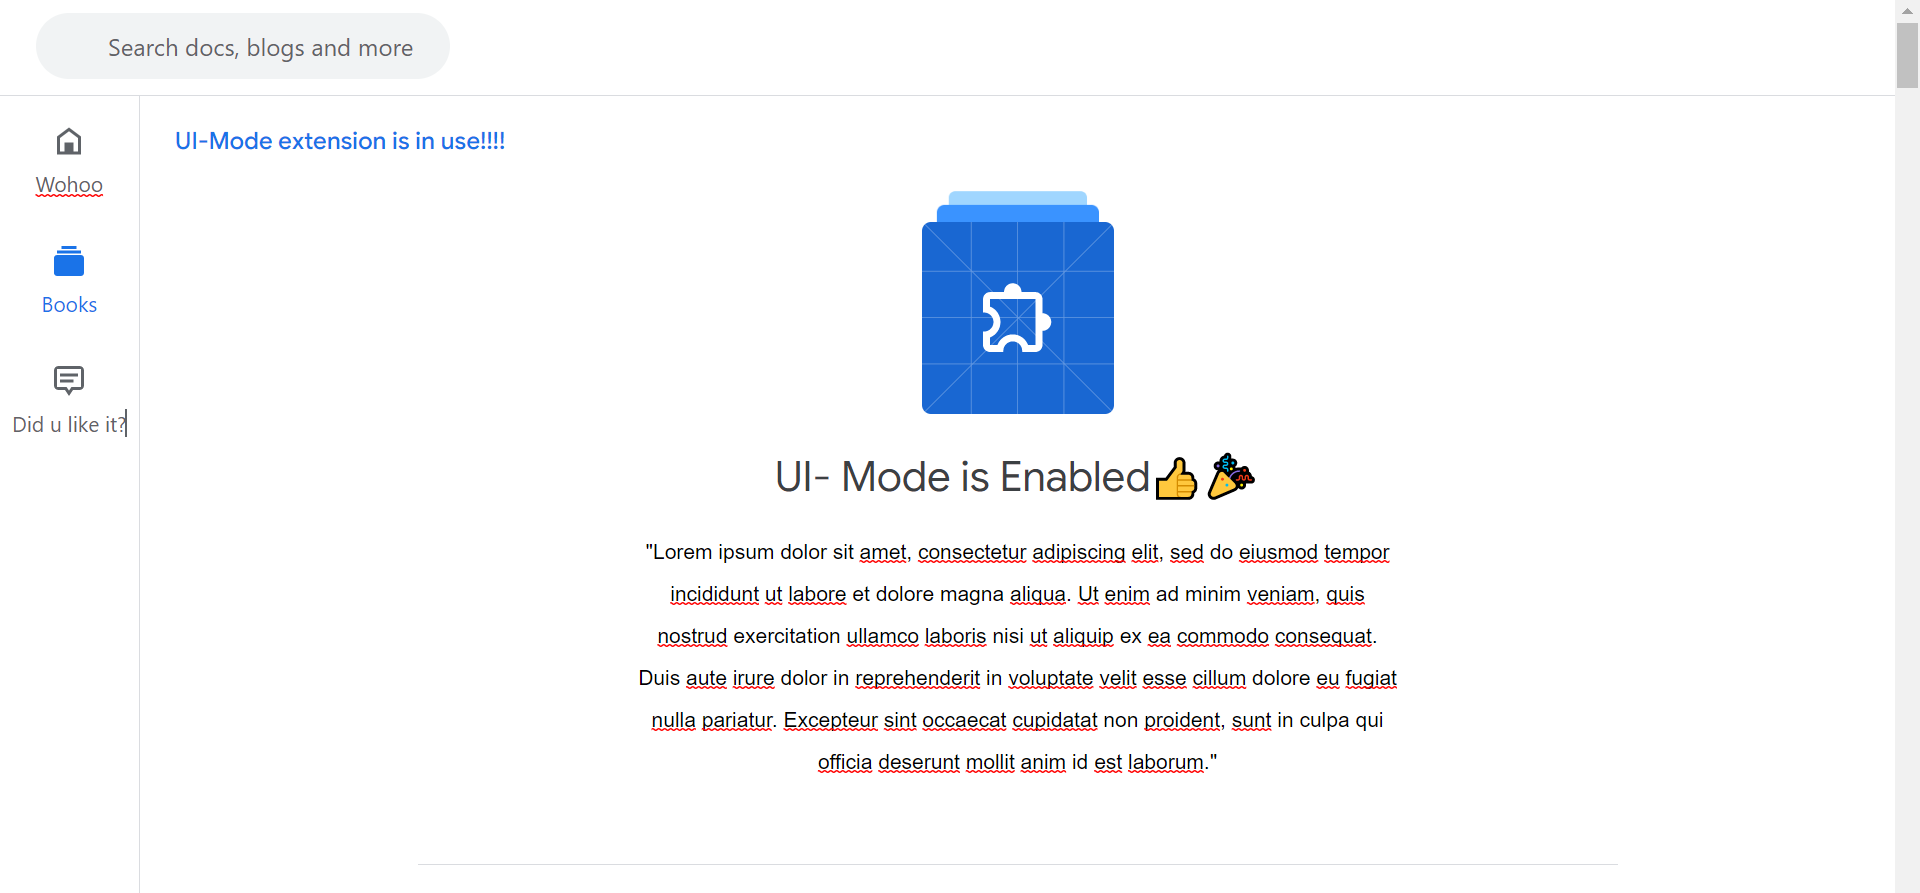 Search docs, blogs and more
Wohoo
Books
Did u like it?
UI-Mode extension is in use!!!!
UI- Mode is Enabled👍🎉
"Lorem ipsum dolor sit amet, consectetur adipiscing elit, sed do eiusmod tempor
incididunt ut labore et dolore magna aliqua. Ut enim ad minim veniam, quis
nostrud exercitation ullamco laboris nisi ut aliquip ex ea commodo consequat.
Duis aute irure dolor in reprehenderit in voluptate velit esse cillum dolore eu fugiat
nulla pariatur. Excepteur sint occaecat cupidatat non proident, sunt in culpa qui
officia deserunt mollit anim id est laborum."